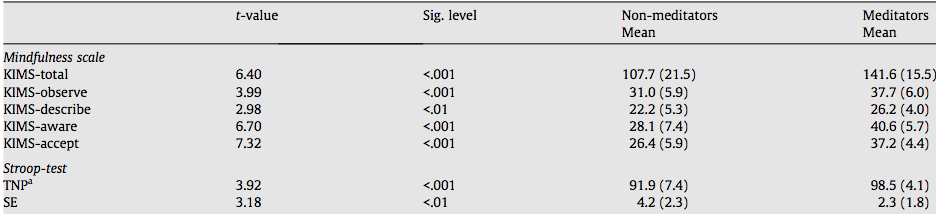 t-value Sig. level Non-meditators Meditators
Mean Mean
Mindfulness scale
KIMS-total 6.40 <.001 107.7 (21.5) 141.6 (15.5)
KIMS-observe 3.99 <.001 31.0 (5.9) 37.7 (6.0)
KIMS-describe 2.98 <.01 22.2 (5.3) 26.2 (4.0)
KIMS-aware 6.70 <.001 28.1 (7.4) 40.6 (5.7)
KIMS-accept 7.32 <.001 26.4 (5.9) 37.2 (4.4)
Stroop-test
TNPa 3.92 <.001 91.9 (7.4) 98.5 (4.1)
SE 3.18 <.01 4.2 (2.3) 2.3 (1.8)